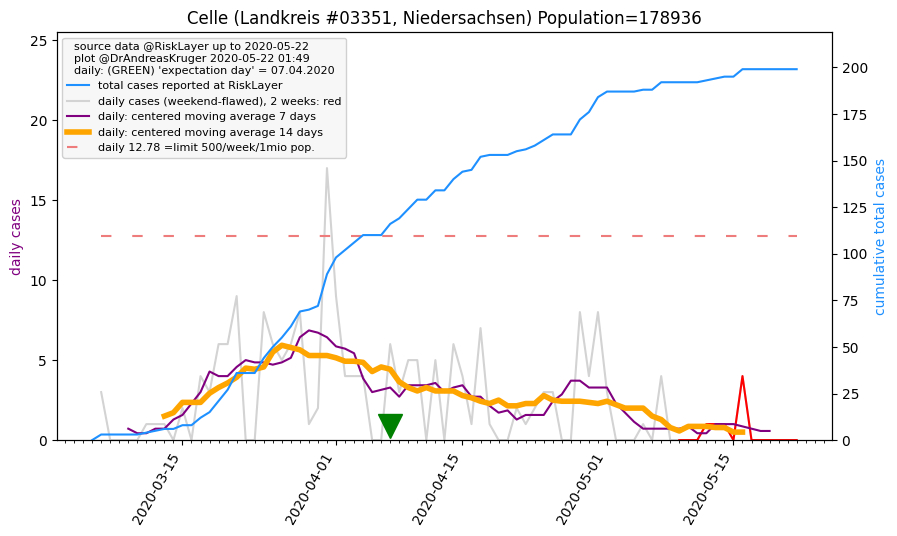 Celle (Landkreis #03351, Niedersachsen) Population=178936
source data @RiskLayer up to 2020-05-22
plot @DrAndreasKruger 2020-05-22 01:49
daily: (GREEN) 'expectation day' = 07.04.2020
total cases reported at RiskLayer
daily cases (weekend-flawed), 2 weeks: red
daily: centered moving average 7 days
daily: centered moving average 14 days
daily 12.78 =limit 500/week/1mio pop.
daily cases
25
20
15
10
5
0
cumulative total cases
200
175
150
125
100
75
50
25
0
2020-03-15
2020-04-01
2020-04-15
2020-05-01
2020-05-15